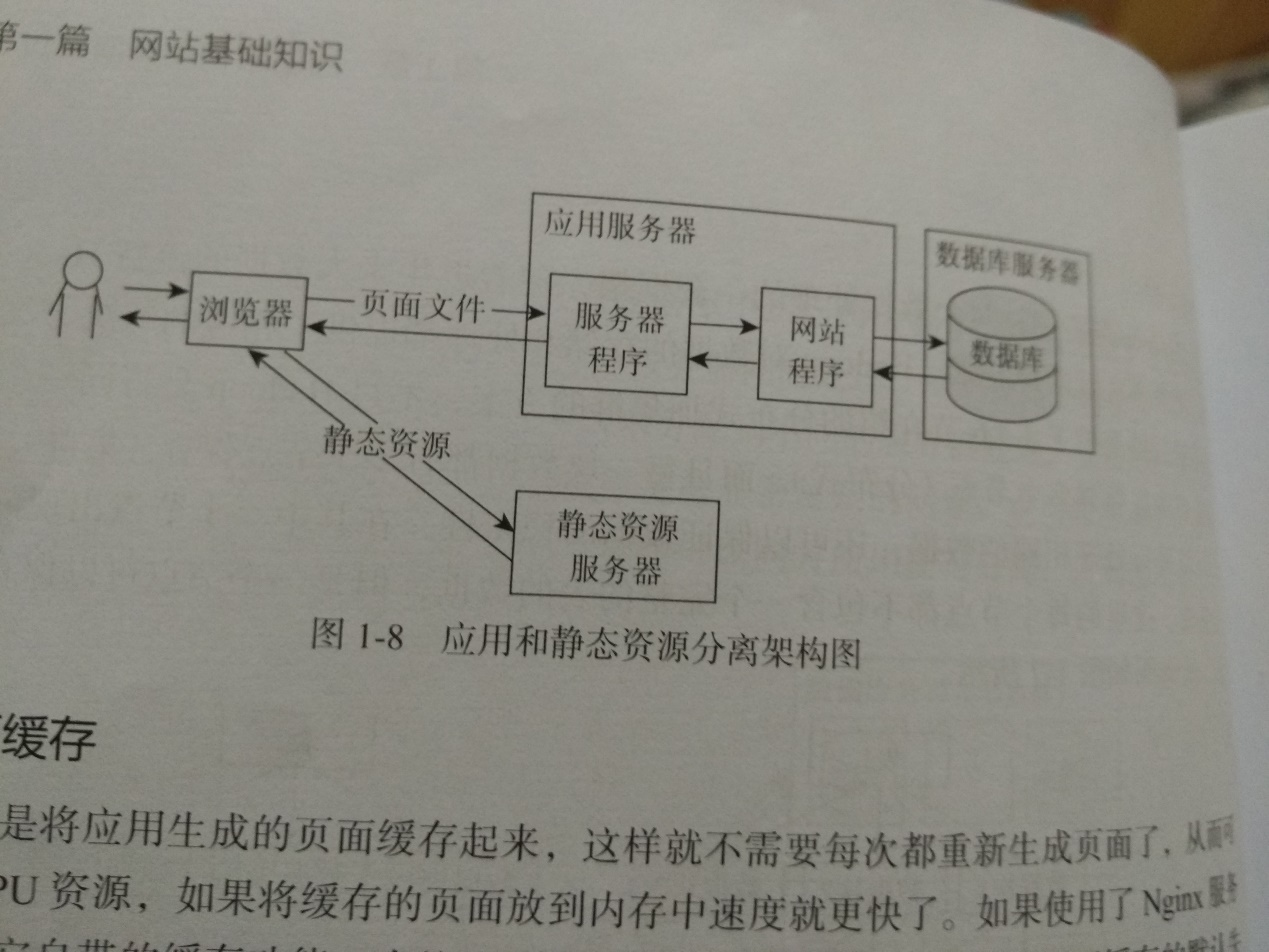 第一篇 网站基础知识
应用服务器
数据库服务器
浏览器
页面文件
服务器
程序
网站
程序
数据库
静态资源
静态资源
服务器
图 1-8 应用和静态资源分离架构图
缓存
是将应用生成的页面缓存起来，这样就不需要每次都重新生成页面了，从而可
PU 资源，如果将缓存的页面放到内存中速度就更快了。如果使用了 Nginx 服务